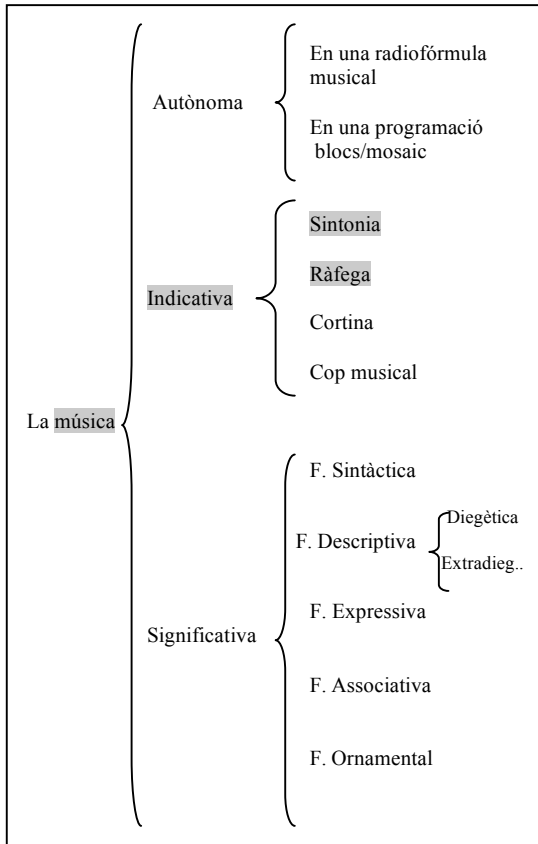 La música
Autònoma
En una radiofórmula
musical
En una programació
blocs/mosaic
Indicativa
Sintonia
Ràfega
Cortina
Cop musical
Significativa
F. Sintàctica
F. Descriptiva
Diegètica
Extradieg..
F. Expressiva
F. Associativa
F. Ornamental